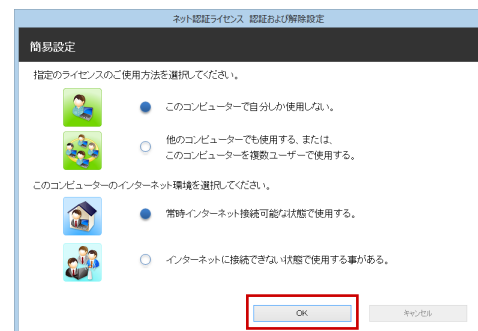 ネット認証ライセンス 認証および解除設定
簡易設定
指定のライセンスのご使用方法を選択してください。
このコンピューターで自分しか使用しない。
他のコンピューターでも使用する、または、
このコンピューターを複数ユーザーで使用する。
このコンピューターのインターネット環境を選択してください。
常時インターネット接続可能な状態で使用する。
インターネットに接続できない状態で使用する事がある。
OK
キャンセル